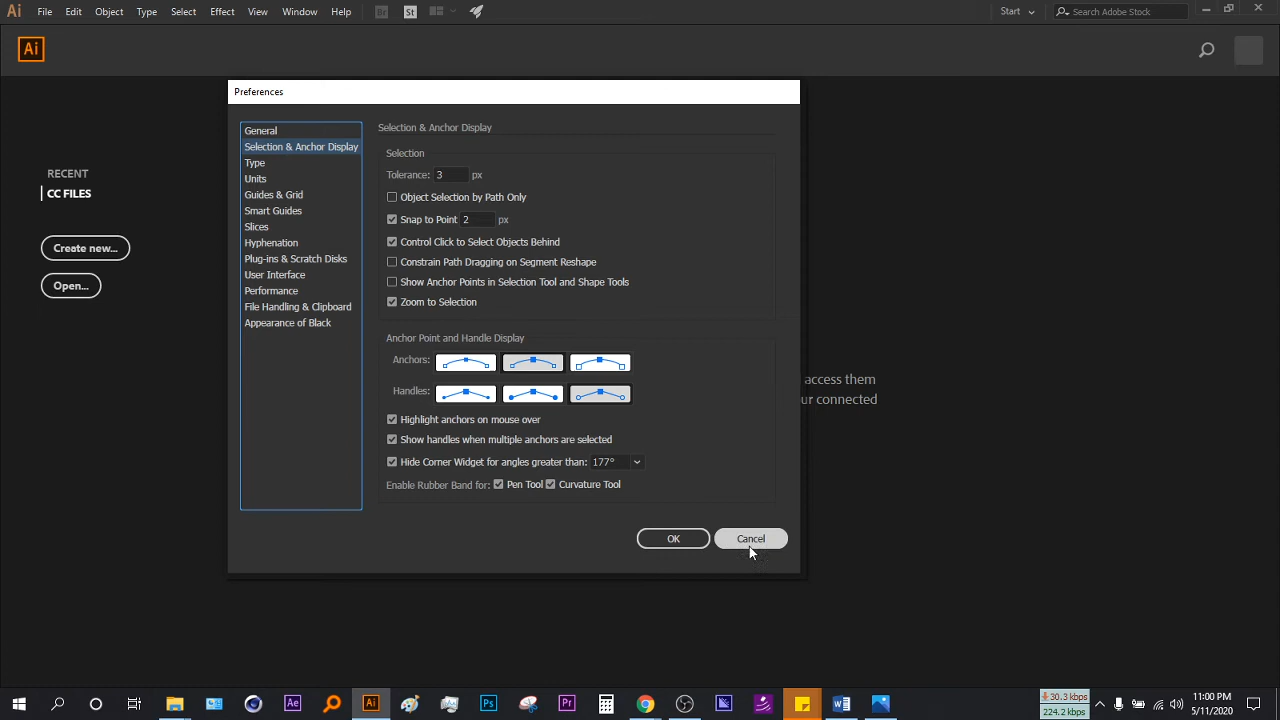 Ai File Edit Object Type Select Effect View Window Help Br St Start Search Adobe Stock
Ai
Preferences
General
Selection & Anchor Display
Type
Units
Guides & Grid
Smart Guides
Slices
Hyphenation
Plug-ins & Scratch Disks
User Interface
Performance
File Handling & Clipboard
Appearance of Black
Selection & Anchor Display
Selection
Tolerance: 3 px
Object Selection by Path Only
Snap to Point 2 px
Control Click to Select Objects Behind
Constrain Path Dragging on Segment Reshape
Show Anchor Points in Selection Tool and Shape Tools
Zoom to Selection
Anchor Point and Handle Display
Anchors:
Handles:
Highlight anchors on mouse over
Show handles when multiple anchors are selected
Hide Corner Widget for angles greater than: 177°
Enable Rubber Band for: Pen Tool Curvature Tool
OK Cancel
RECENT
CC FILES
Create new...
Open...
access them
ur connected
Ae Ai Ps Pr
30.3 kbps
224.2 kbps
11:00 PM
5/11/2020